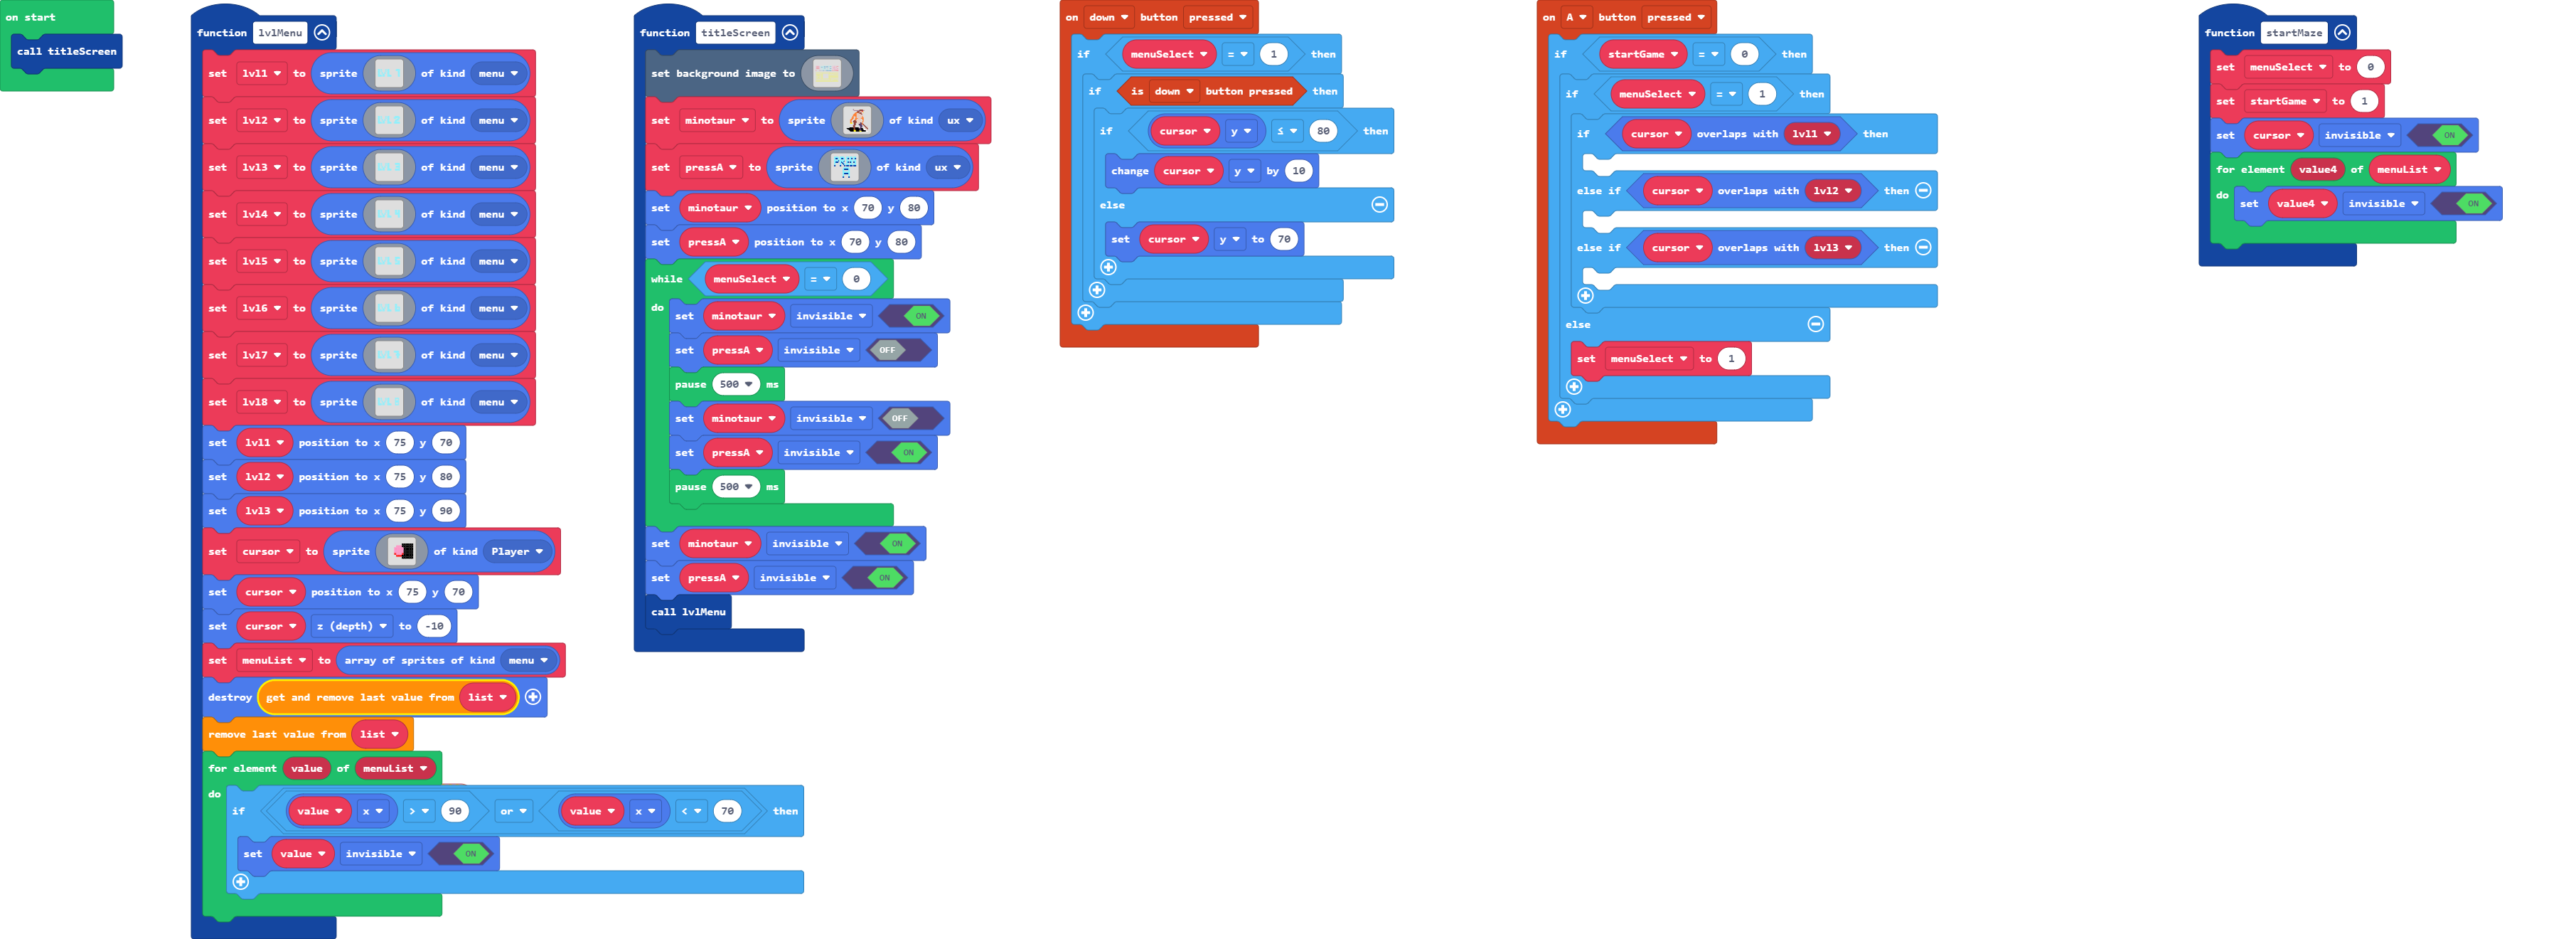 on start
call titleScreen
function lvlMenu
set lvl1 to sprite of kind menu
set lvl2 to sprite of kind menu
set lvl3 to sprite of kind menu
set lvl4 to sprite of kind menu
set lvl5 to sprite of kind menu
set lvl6 to sprite of kind menu
set lvl7 to sprite of kind menu
set lvl8 to sprite of kind menu
set lvl1 position to x 75 y 70
set lvl2 position to x 75 y 80
set lvl3 position to x 75 y 90
set cursor to sprite of kind Player
set cursor position to x 75 y 70
set cursor z (depth) to -10
set menuList to array of sprites of kind menu
destroy get and remove last value from list
remove last value from list
for element value of menuList
do
if value x > 90 or value x < 70 then
set value invisible ON
function titleScreen
set background image to
set minotaur to sprite of kind ux
set pressA to sprite of kind ux
set minotaur position to x 70 y 80
set pressA position to x 70 y 80
while menuSelect = 0
do
set minotaur invisible ON
set pressA invisible OFF
pause 500 ms
set minotaur invisible OFF
set pressA invisible ON
pause 500 ms
set minotaur invisible ON
set pressA invisible ON
call lvlMenu
on down button pressed
if menuSelect = 1 then
if is down button pressed then
if cursor y ≤ 80 then
change cursor y by 10
else
set cursor y to 70
on A button pressed
if startGame = 0 then
if menuSelect = 1 then
if cursor overlaps with lvl1 then
else if cursor overlaps with lvl2 then
else if cursor overlaps with lvl3 then
else
set menuSelect to 1
function startMaze
set menuSelect to 0
set startGame to 1
set cursor invisible ON
for element value4 of menuList
do
set value4 invisible ON